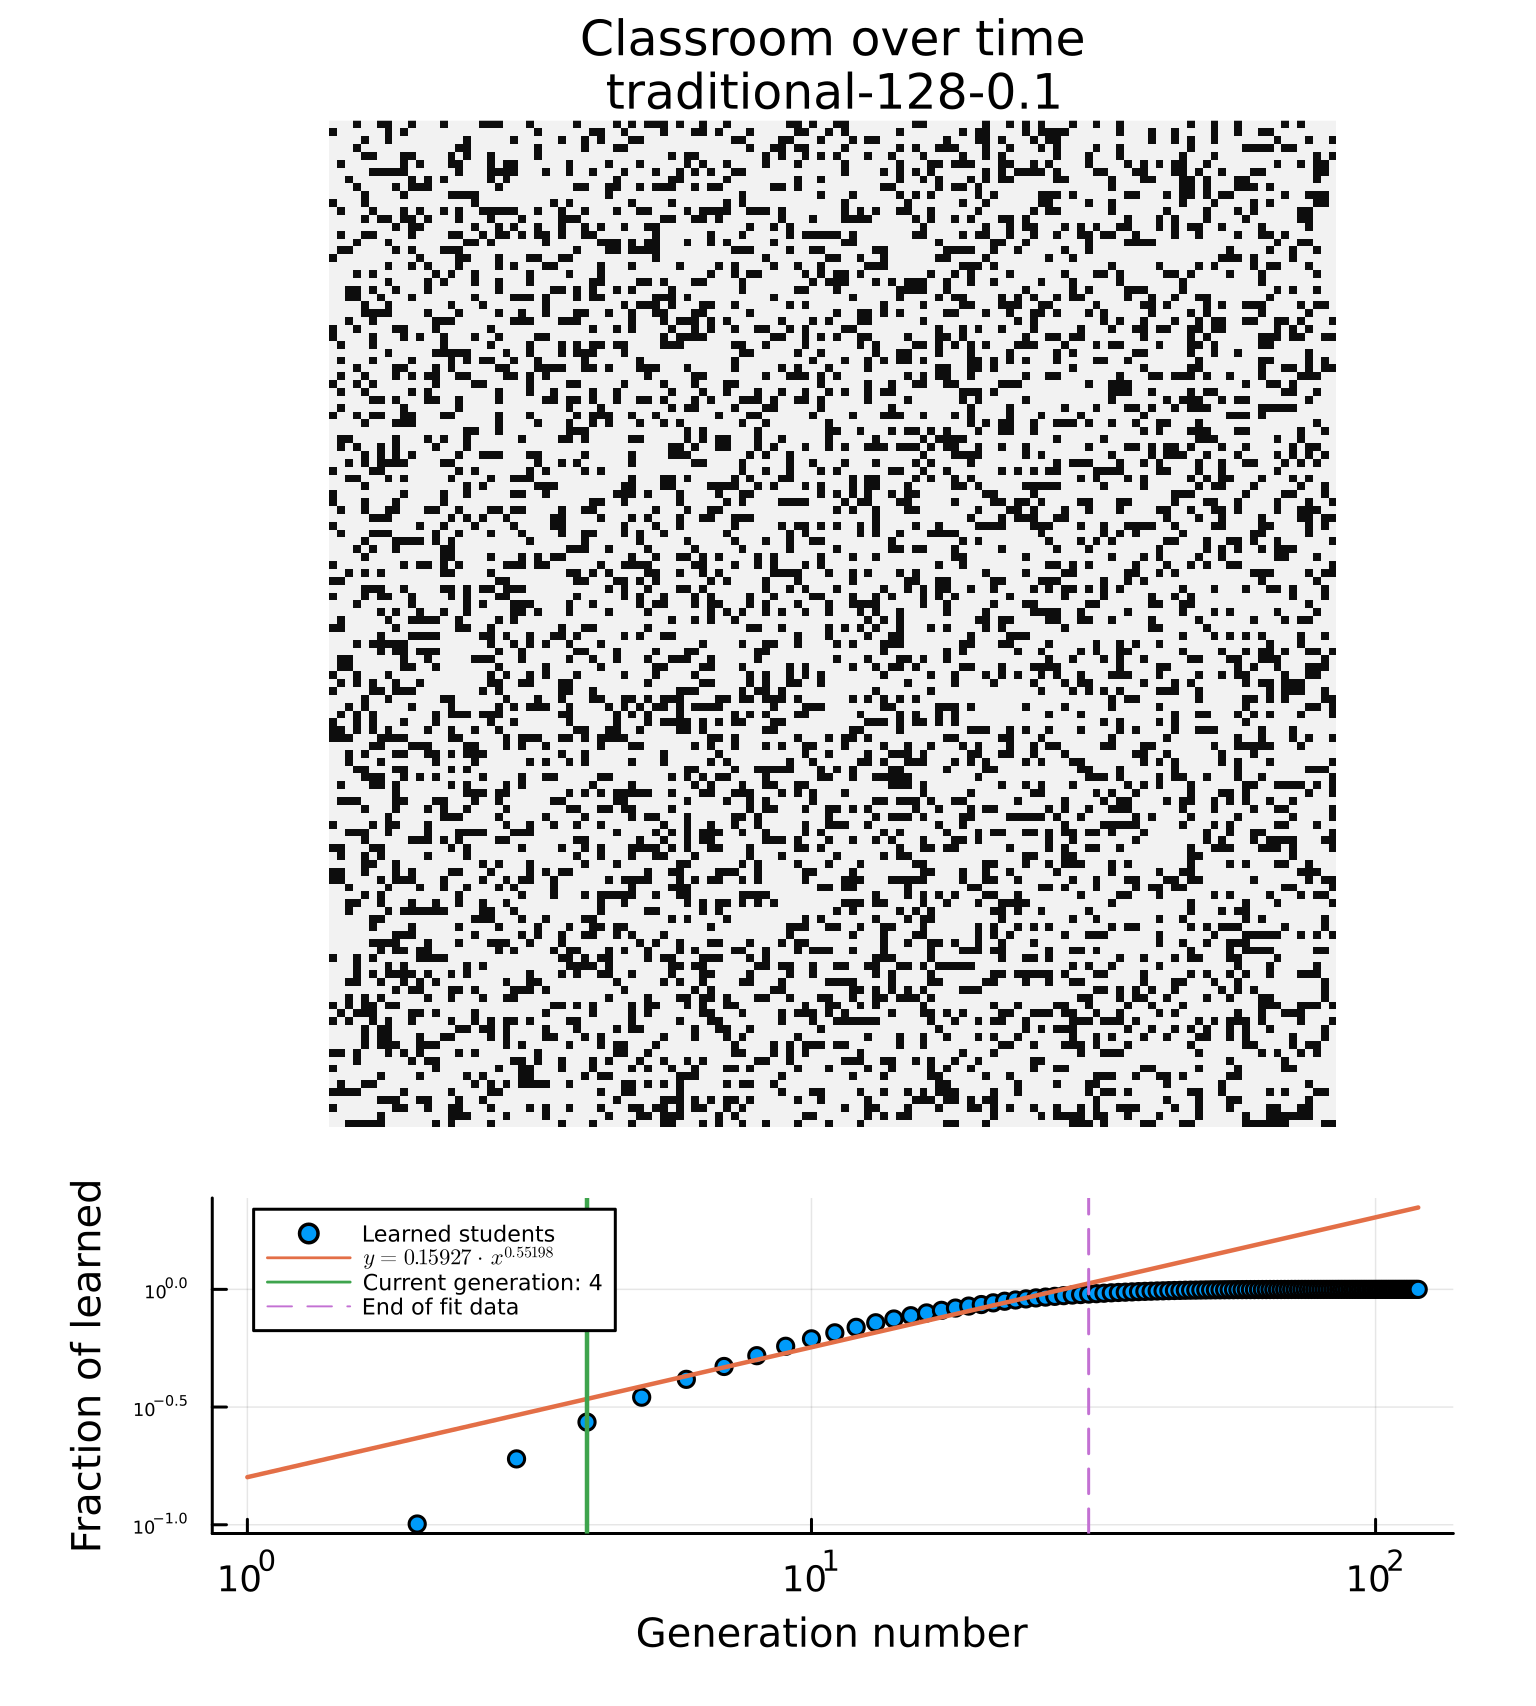 Classroom over time
traditional-128-0.1
Fraction of learned
Learned students
y = 0.15927 · x^0.55198
Current generation: 4
End of fit data
10^0.0
10^−0.5
10^−1.0
10^0
10^1
10^2
Generation number